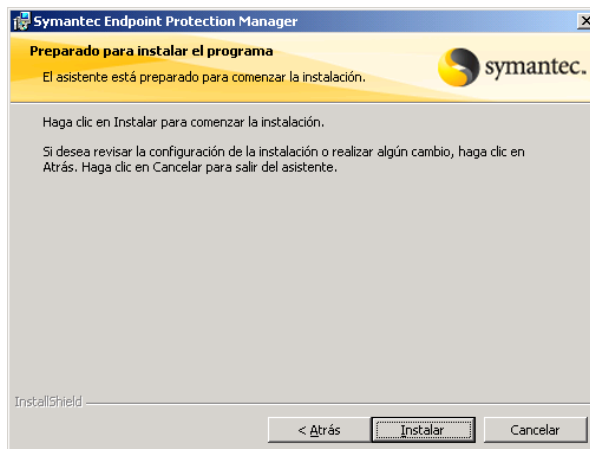 Symantec Endpoint Protection Manager
Preparado para instalar el programa
El asistente está preparado para comenzar la instalación.
symantec.
Haga clic en Instalar para comenzar la instalación.
Si desea revisar la configuración de la instalación o realizar algún cambio, haga clic en
Atrás. Haga clic en Cancelar para salir del asistente.
InstallShield
< Atrás
Instalar
Cancelar